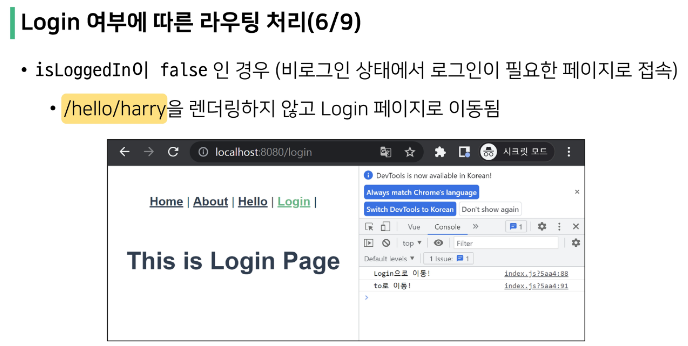 Login 여부에 따른 라우팅 처리(6/9)
• isLoggedIn이 false 인 경우 (비로그인 상태에서 로그인이 필요한 페이지로 접속)
• /hello/harry을 렌더링하지 않고 Login 페이지로 이동됨
localhost:8080/login
시크릿 모드
Home | About | Hello | Login |
This is Login Page
DevTools is now available in Korean!
Always match Chrome's language
Switch DevTools to Korean
Don't show again
Vue
Console
1
top
Filter
Default levels
1 Issue: 1
Login으로 이동! index.js?5aa4:88
to로 이동! index.js?5aa4:91